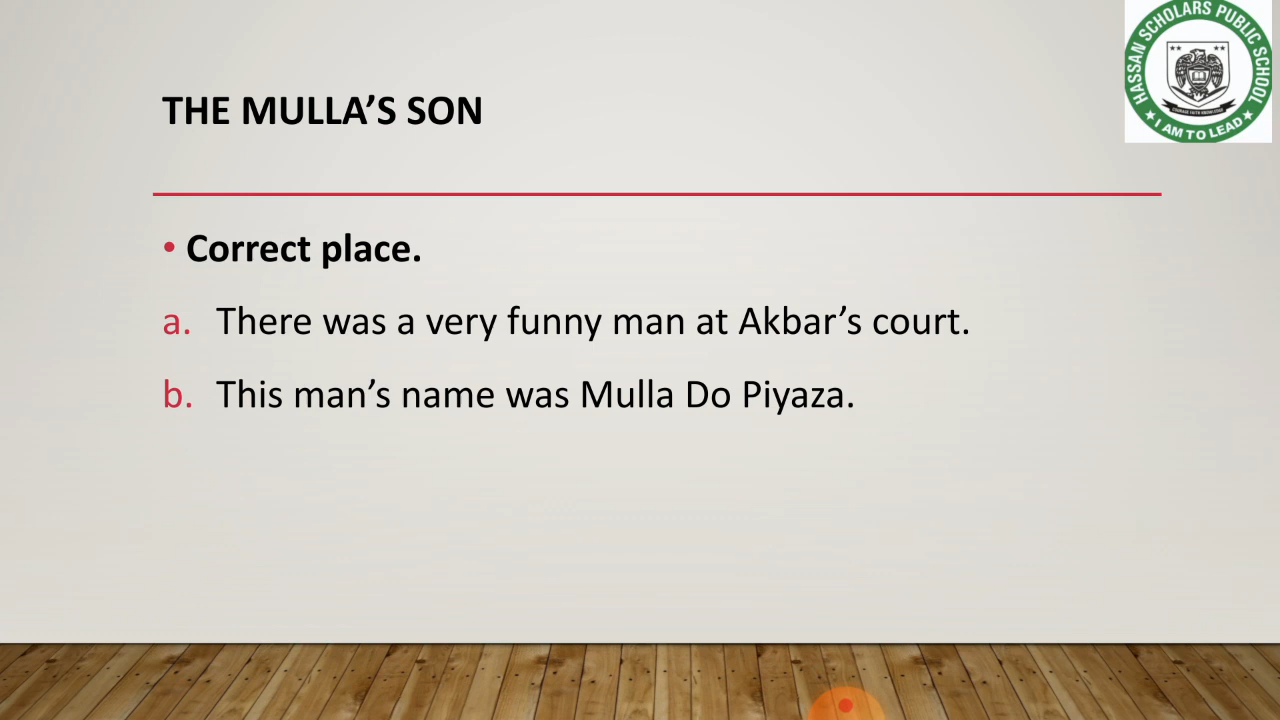 HASSAN SCHOLARS PUBLIC SCHOOL
I AM TO LEAD
THE MULLA’S SON
• Correct place.
a. There was a very funny man at Akbar’s court.
b. This man’s name was Mulla Do Piyaza.